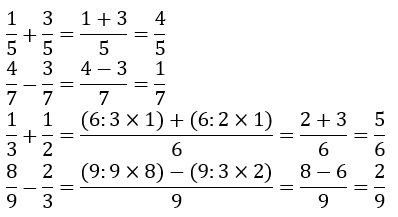 1/5 + 3/5 = (1 + 3)/5 = 4/5
4/7 − 3/7 = (4 − 3)/7 = 1/7
1/3 + 1/2 = ((6: 3 × 1) + (6: 2 × 1))/6 = (2 + 3)/6 = 5/6
8/9 − 2/3 = ((9: 9 × 8) − (9: 3 × 2))/9 = (8 − 6)/9 = 2/9